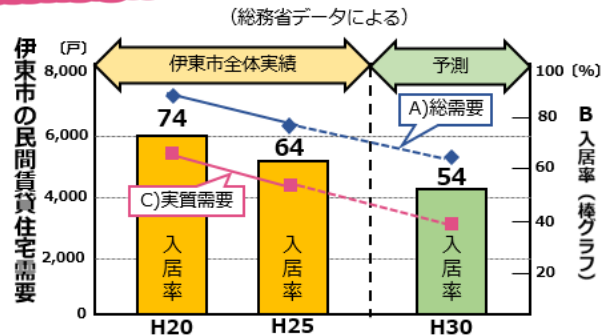 (総務省データによる)
伊東市の民間賃貸住宅需要
〔戸〕
8,000
6,000
4,000
2,000
0
伊東市全体実績
予測
100〔%〕
80
60
40
20
B入居率（棒グラフ）
A)総需要
C)実質需要
74
64
54
入居率
入居率
入居率
H20
H25
H30